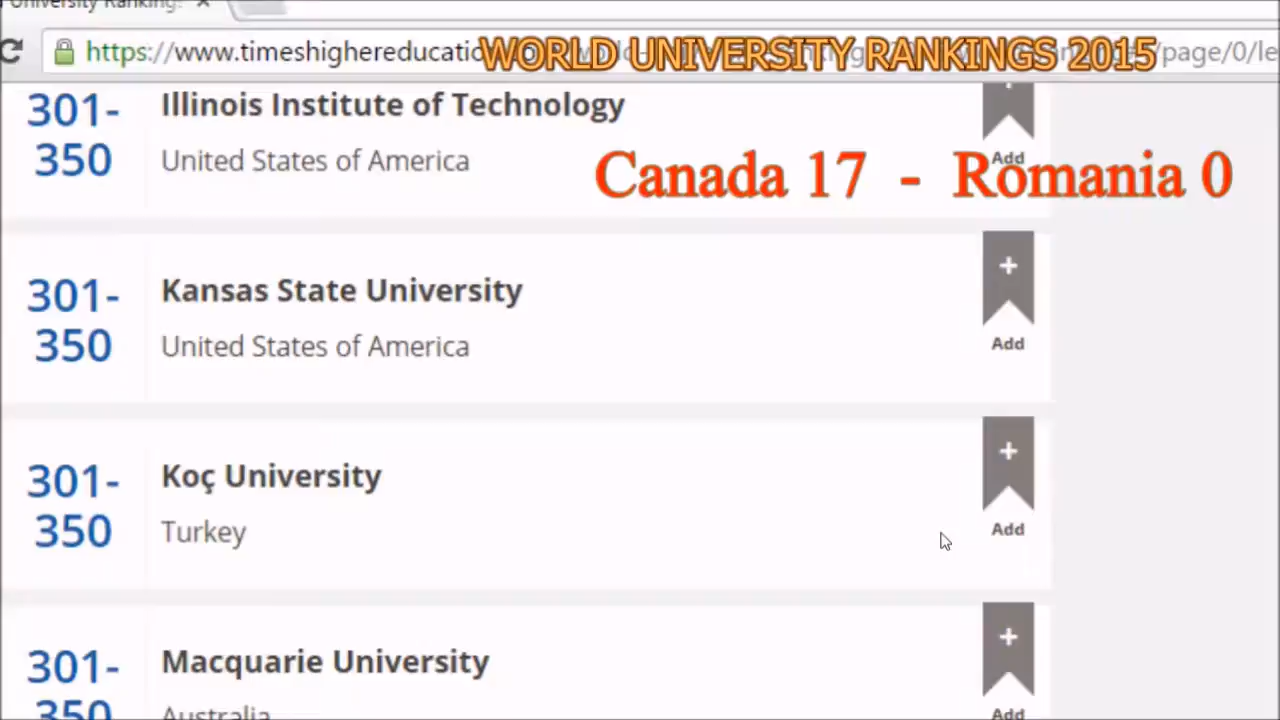 University Rankings
https://www.timeshighereducatio
WORLD UNIVERSITY RANKINGS 2015
/page/0/le
301-
350
Illinois Institute of Technology
United States of America
Add
Canada 17 - Romania 0
301-
350
Kansas State University
United States of America
+
Add
301-
350
Koç University
Turkey
+
Add
301-
350
Macquarie University
Australia
+
Add